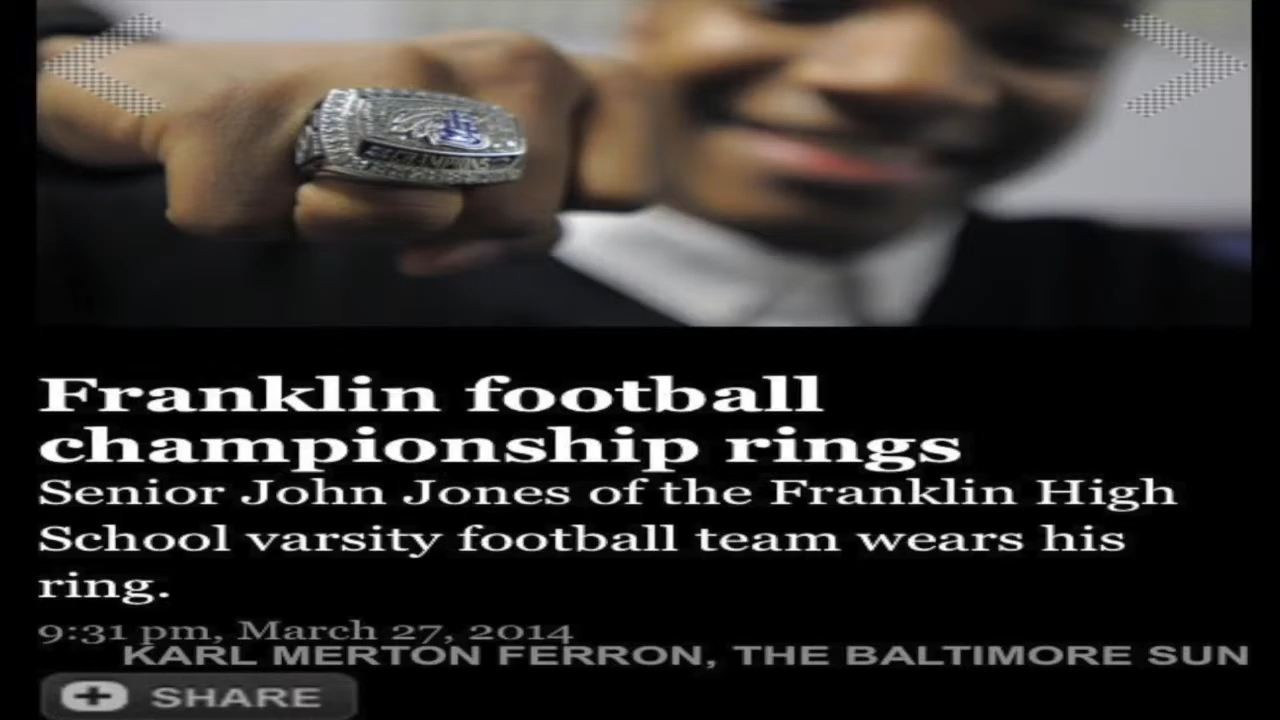 CHAMPIONS
Franklin football
championship rings
Senior John Jones of the Franklin High
School varsity football team wears his
ring.
9:31 pm, March 27, 2014
KARL MERTON FERRON, THE BALTIMORE SUN
SHARE